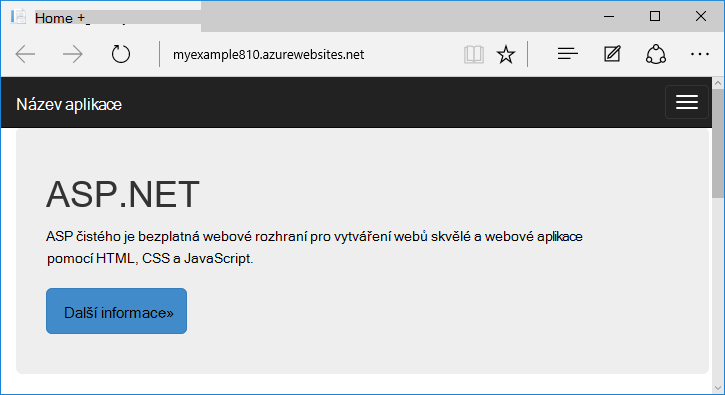 Home +
myexample810.azurewebsites.net
Název aplikace
ASP.NET
ASP čistého je bezplatná webové rozhraní pro vytváření webů skvělé a webové aplikace
pomocí HTML, CSS a JavaScript.
Další informace»